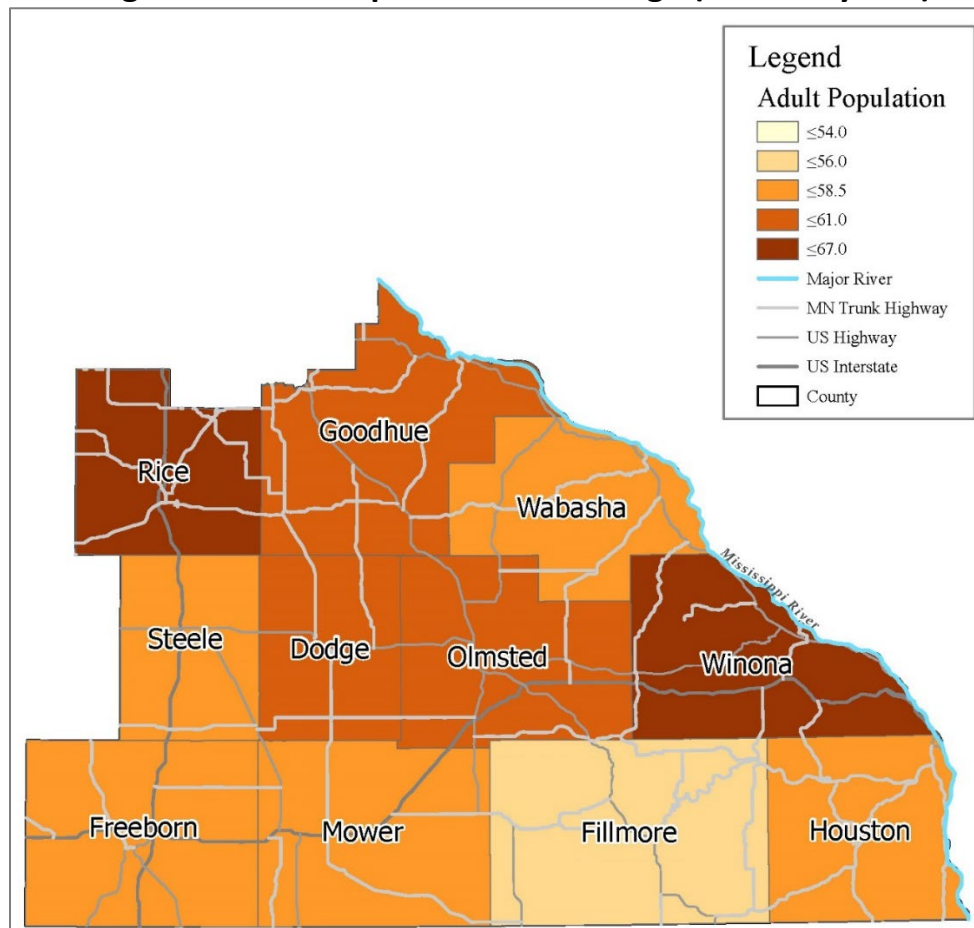 Legend
Adult Population
≤54.0
≤56.0
≤58.5
≤61.0
≤67.0
Major River
MN Trunk Highway
US Highway
US Interstate
County
Goodhue
Rice
Wabasha
Mississippi River
Steele
Dodge
Olmsted
Winona
Freeborn
Mower
Fillmore
Houston